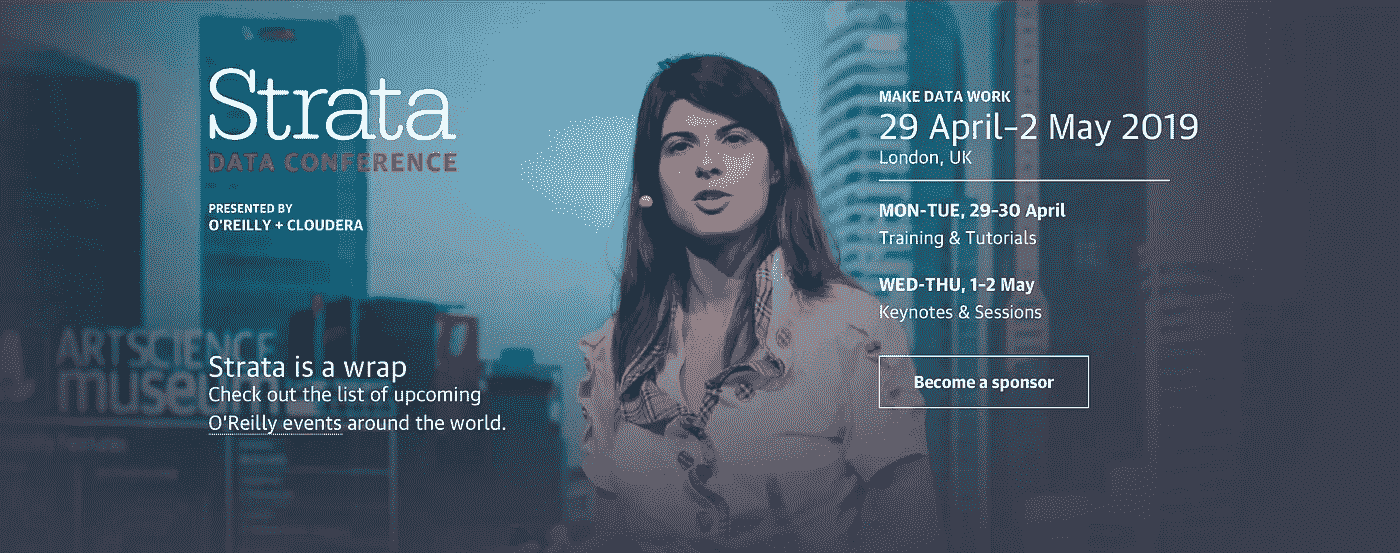 Strata
DATA CONFERENCE
PRESENTED BY
O'REILLY + CLOUDERA
ARTSCIENCE
museum
Strata is a wrap
Check out the list of upcoming
O'Reilly events around the world.
MAKE DATA WORK
29 April–2 May 2019
London, UK
MON-TUE, 29–30 April
Training & Tutorials
WED-THU, 1–2 May
Keynotes & Sessions
Become a sponsor